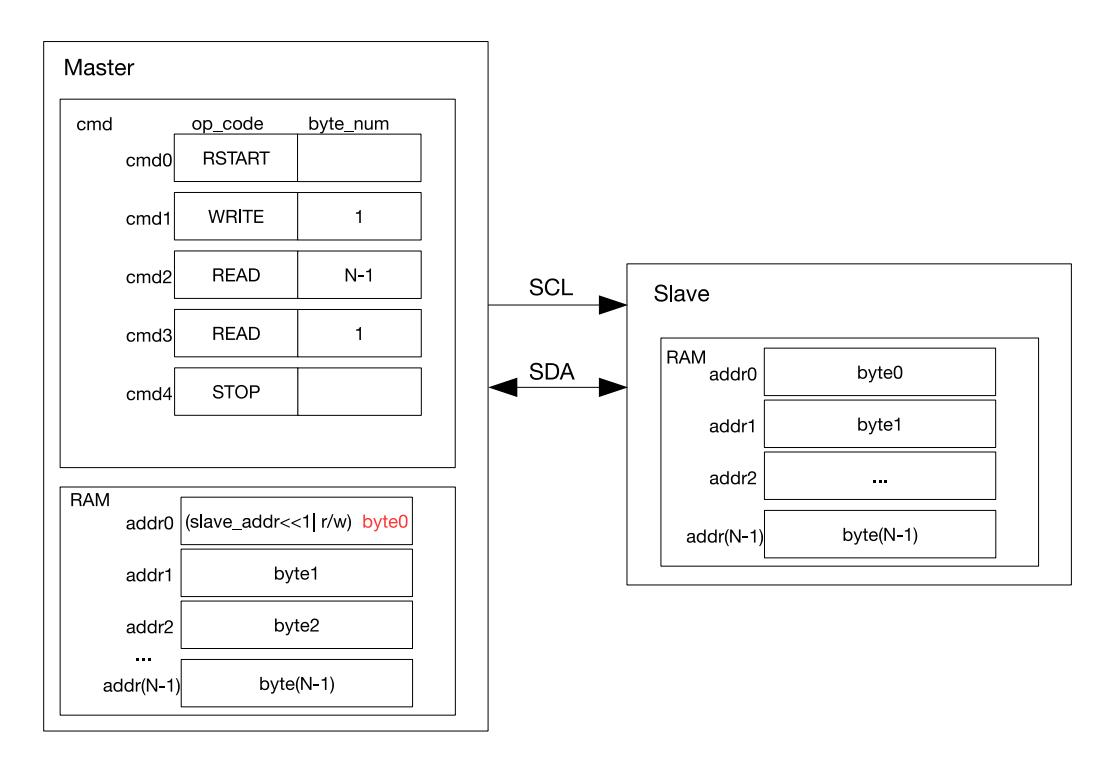 Master
cmd op_code byte_num
cmd0 RSTART
cmd1 WRITE 1
cmd2 READ N-1
cmd3 READ 1
cmd4 STOP
RAM
addr0 (slave_addr<<1| r/w) byte0
addr1 byte1
addr2 byte2
...
addr(N-1) byte(N-1)
SCL
SDA
Slave
RAM
addr0 byte0
addr1 byte1
addr2 ...
addr(N-1) byte(N-1)